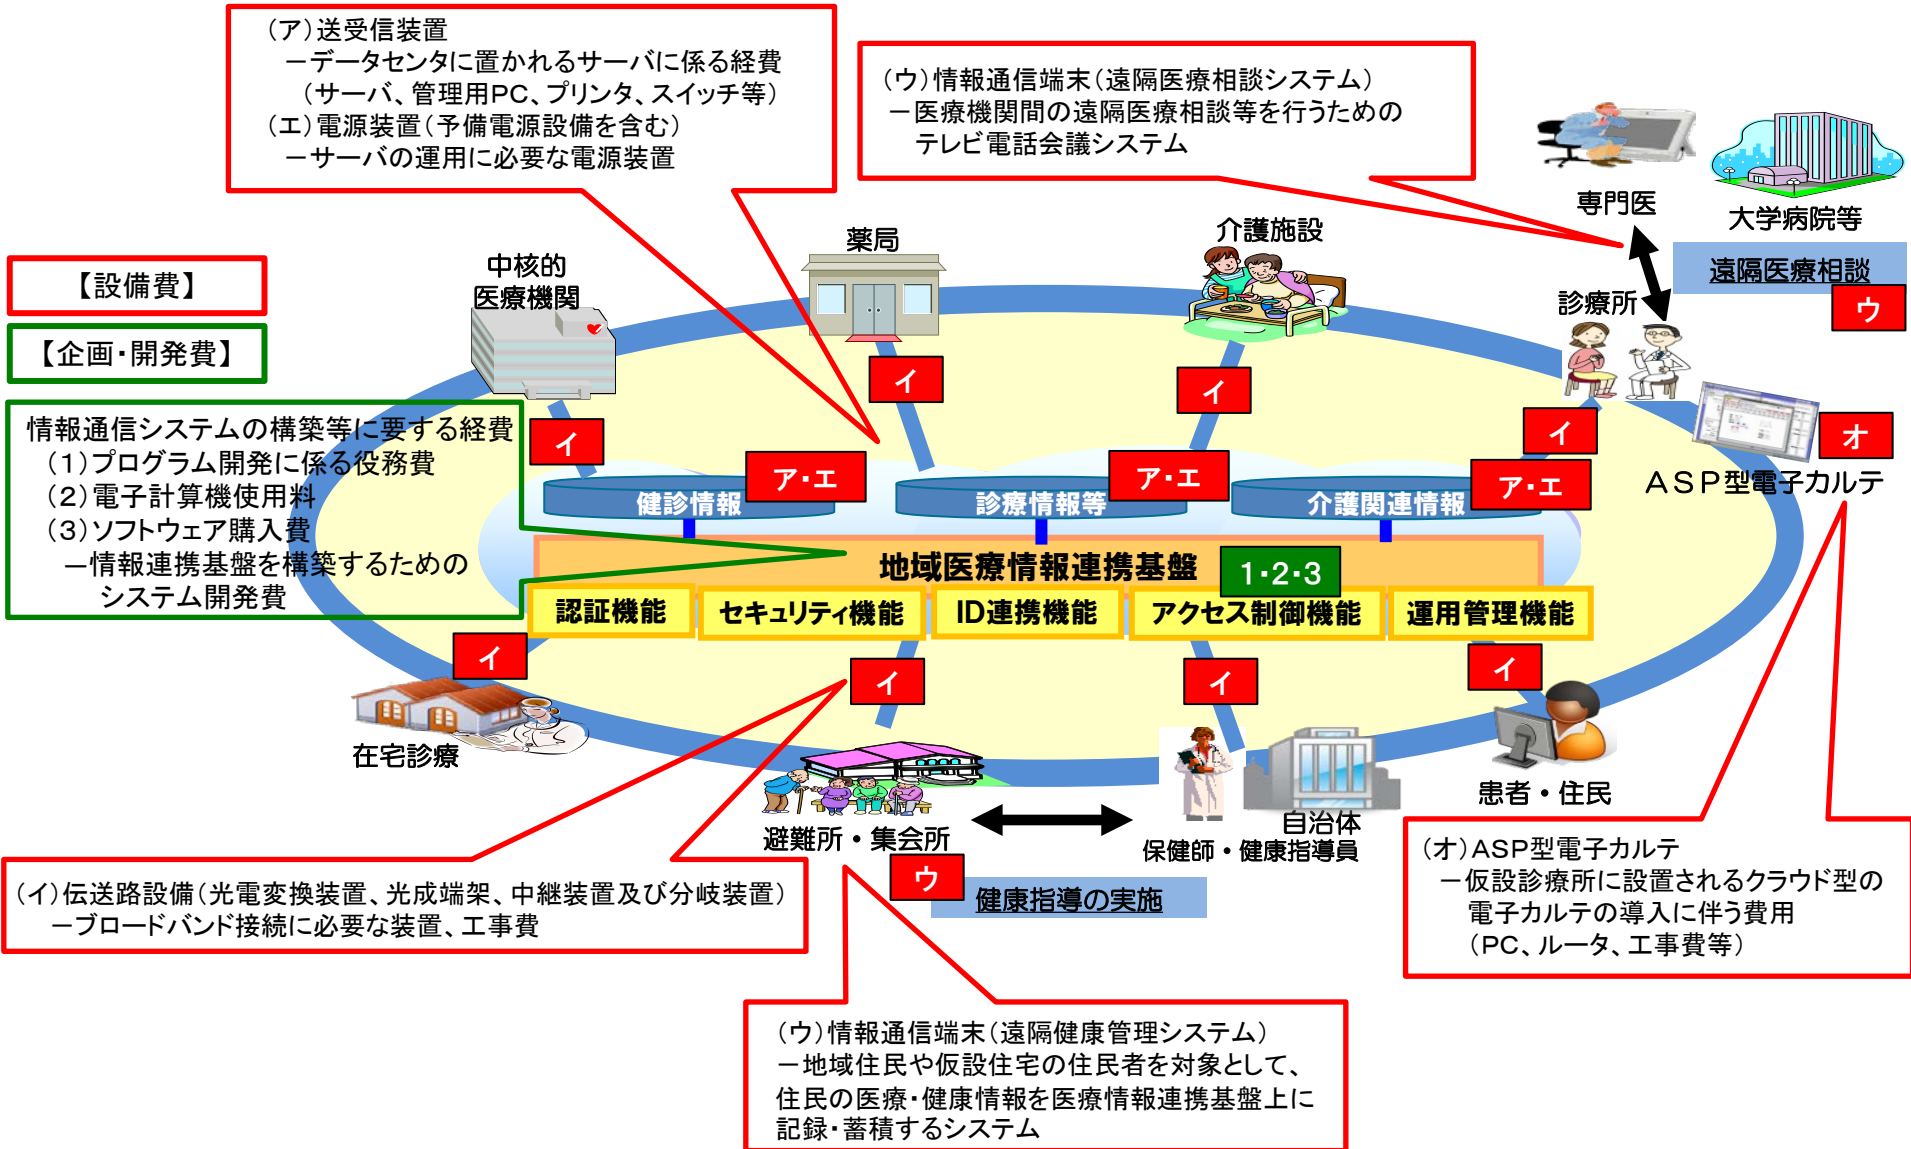 (ア)送受信装置
－データセンタに置かれるサーバに係る経費
(サーバ、管理用PC、プリンタ、スイッチ等)
(エ)電源装置(予備電源設備を含む)
－サーバの運用に必要な電源装置
(ウ)情報通信端末(遠隔医療相談システム)
－医療機関間の遠隔医療相談等を行うための
テレビ電話会議システム
専門医
大学病院等
遠隔医療相談
ウ
診療所
【設備費】
【企画・開発費】
中核的
医療機関
薬局
介護施設
イ
イ
イ
イ
オ
ASP型電子カルテ
情報通信システムの構築等に要する経費
(1)プログラム開発に係る役務費
(2)電子計算機使用料
(3)ソフトウェア購入費
－情報連携基盤を構築するための
システム開発費
健診情報
ア・エ
診療情報等
ア・エ
介護関連情報
ア・エ
地域医療情報連携基盤
1・2・3
認証機能
セキュリティ機能
ID連携機能
アクセス制御機能
運用管理機能
イ
イ
イ
イ
在宅診療
避難所・集会所
ウ
健康指導の実施
保健師・健康指導員
自治体
患者・住民
(イ)伝送路設備(光電変換装置、光成端架、中継装置及び分岐装置)
－ブロードバンド接続に必要な装置、工事費
(オ)ASP型電子カルテ
－仮設診療所に設置されるクラウド型の
電子カルテの導入に伴う費用
(PC、ルータ、工事費等)
(ウ)情報通信端末(遠隔健康管理システム)
－地域住民や仮設住宅の住民者を対象として、
住民の医療・健康情報を医療情報連携基盤上に
記録・蓄積するシステム